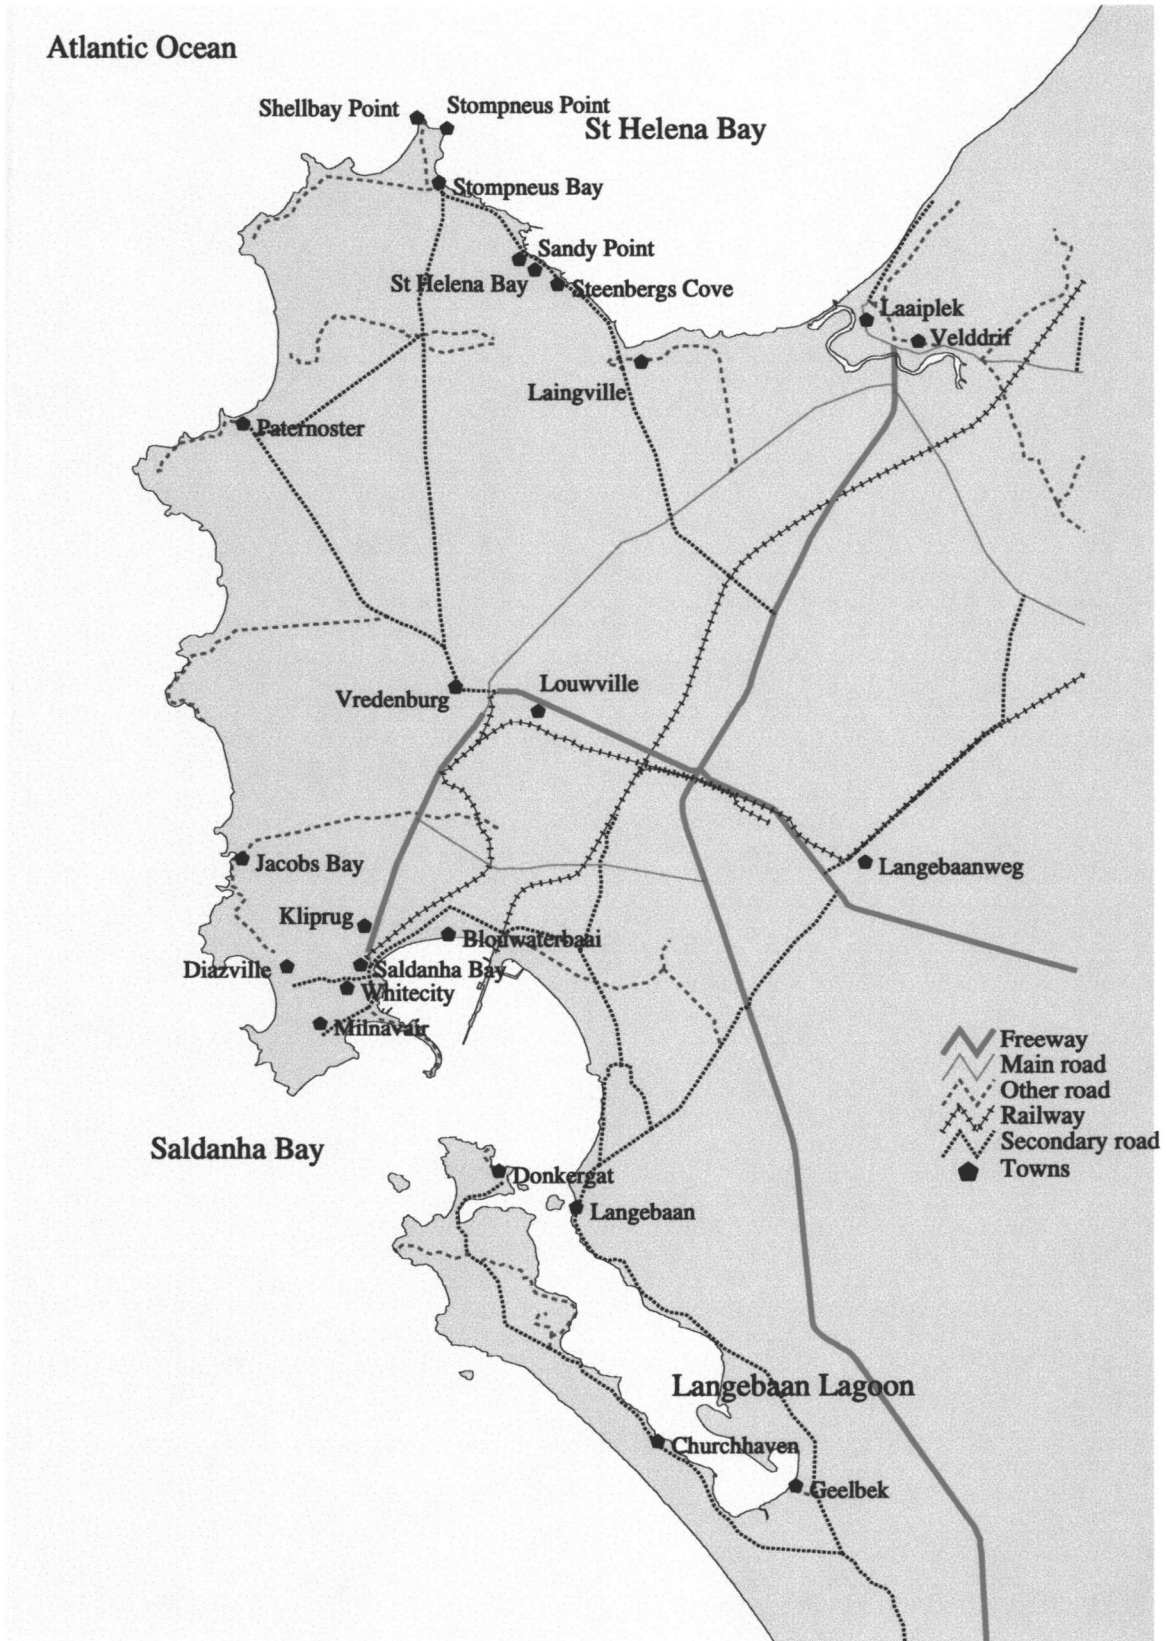 Atlantic Ocean
Shellbay Point
Stompneus Point
St Helena Bay
Stompneus Bay
Sandy Point
St Helena Bay
Steenbergs Cove
Laaiplek
Velddrif
Laingville
Paternoster
Louwville
Vredenburg
Jacobs Bay
Langebaanweg
Kliprug
Blouwaterbaai
Diazville
Saldanha Bay
Whitecity
Milnavair
Freeway
Main road
Other road
Railway
Secondary road
Towns
Saldanha Bay
Donkergat
Langebaan
Langebaan Lagoon
Churchhaven
Geelbek